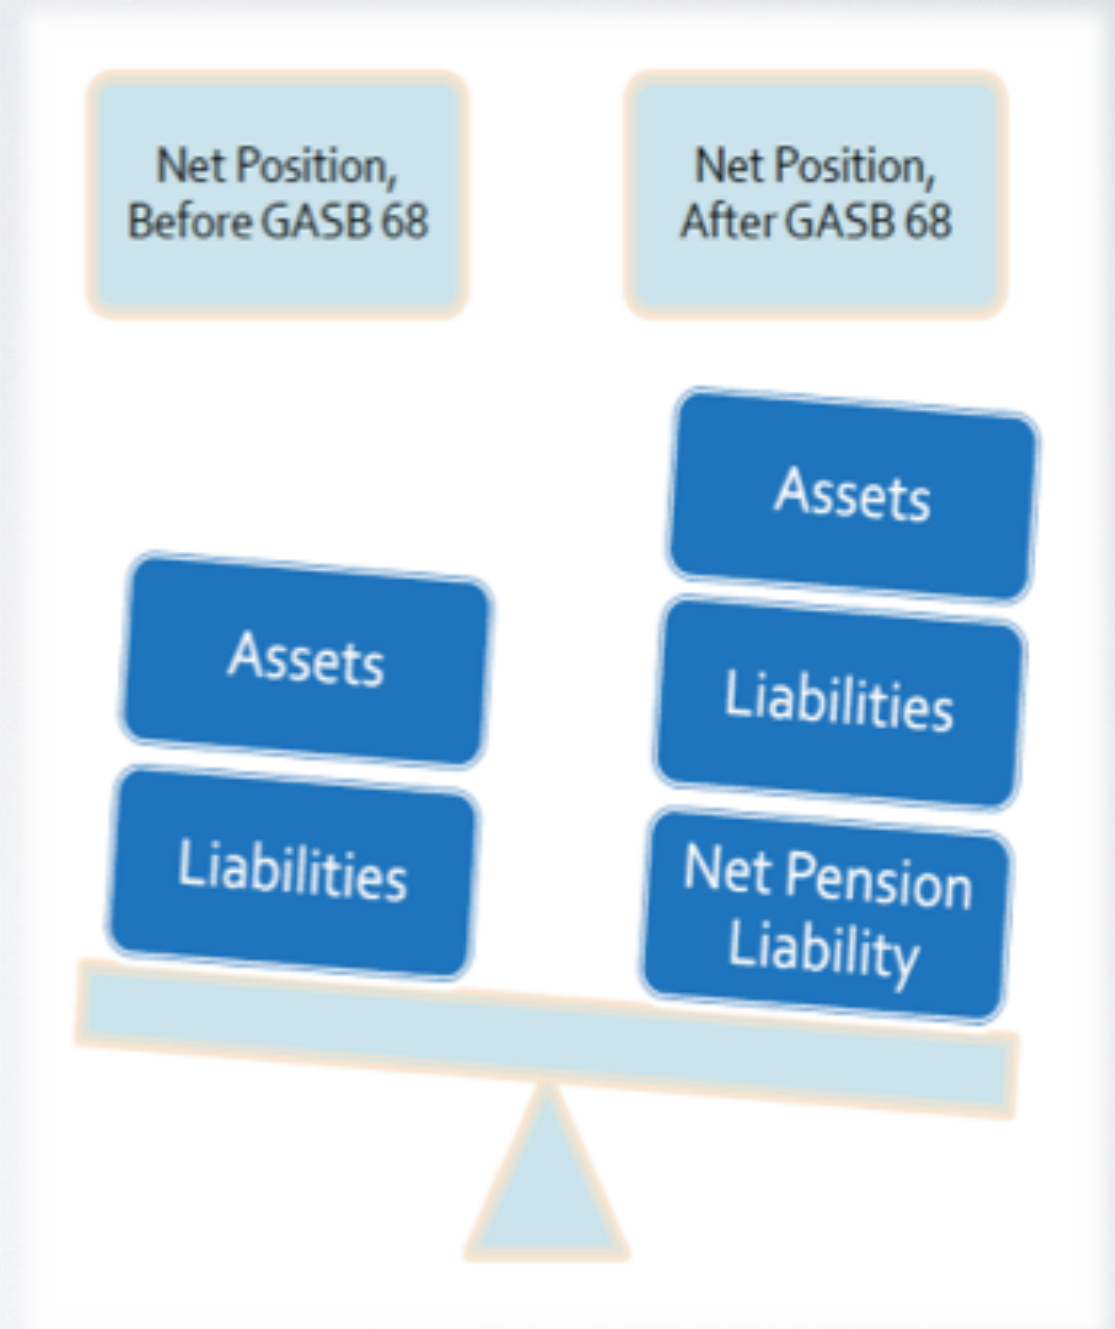 Net Position,
Before GASB 68
Net Position,
After GASB 68
Assets
Liabilities
Assets
Liabilities
Net Pension
Liability